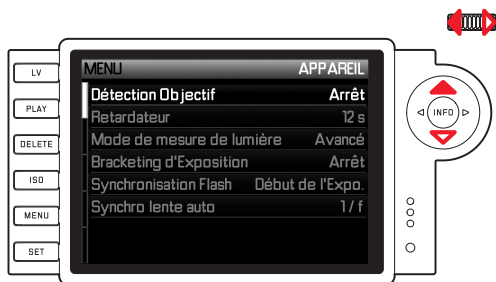 LV
PLAY
DELETE
ISO
MENU
SET
MENU APPAREIL
Détection Objectif Arrêt
Retardateur 12 s
Mode de mesure de lumière Avancé
Bracketing d'Exposition Arrêt
Synchronisation Flash Début de l'Expo.
Synchro lente auto 1/f
INFO